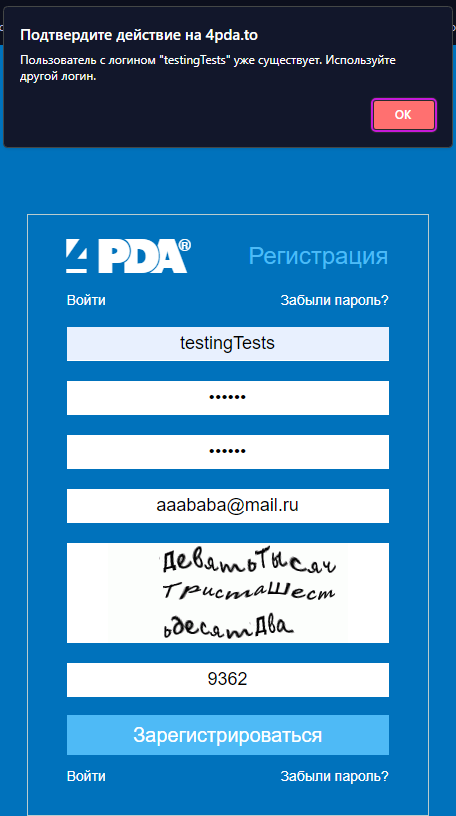 Подтвердите действие на 4pda.to
Пользователь с логином "testingTests" уже существует. Используйте
другой логин.
OK
4PDA®
Регистрация
Войти
Забыли пароль?
testingTests
••••••
••••••
aaababa@mail.ru
девятьТысяч
ТристаШест
ьдесятДва
9362
Зарегистрироваться
Войти
Забыли пароль?